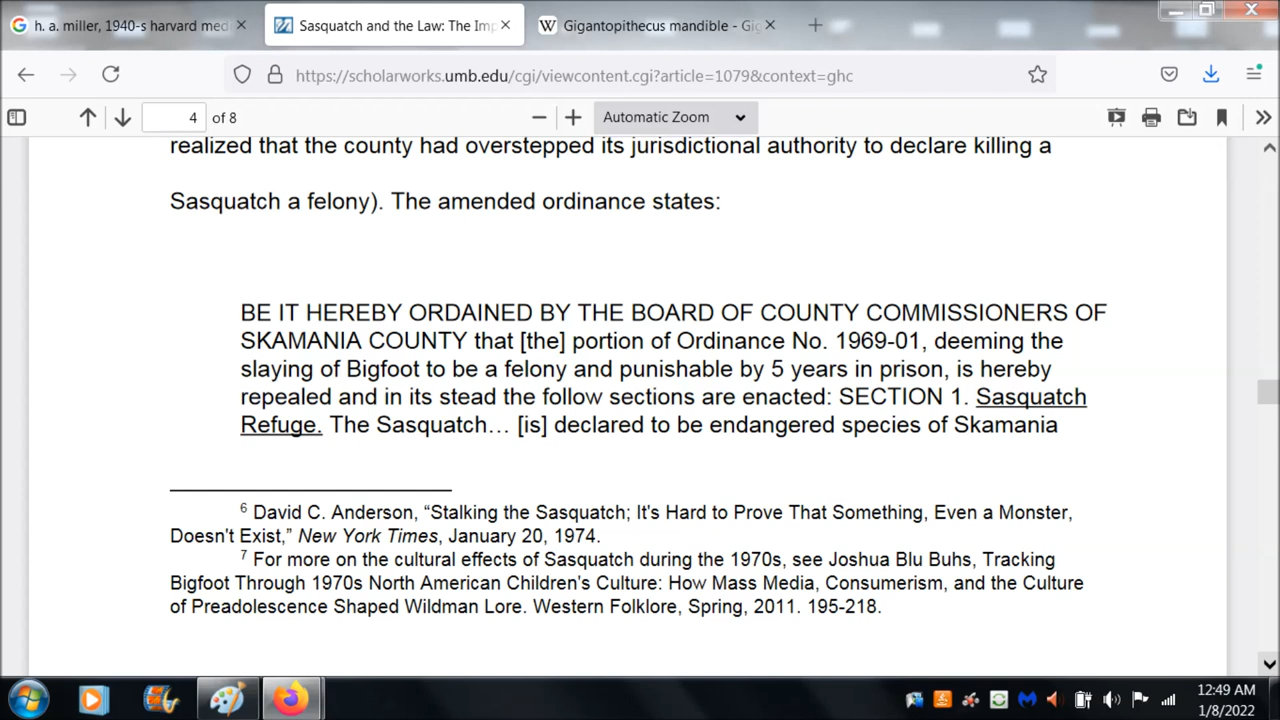 h. a. miller, 1940-s harvard med
Sasquatch and the Law: The Imp
Gigantopithecus mandible - Gig
https://scholarworks.umb.edu/cgi/viewcontent.cgi?article=1079&context=ghc
4 of 8
Automatic Zoom
realized that the county had overstepped its jurisdictional authority to declare killing a
Sasquatch a felony). The amended ordinance states:
BE IT HEREBY ORDAINED BY THE BOARD OF COUNTY COMMISSIONERS OF
SKAMANIA COUNTY that [the] portion of Ordinance No. 1969-01, deeming the
slaying of Bigfoot to be a felony and punishable by 5 years in prison, is hereby
repealed and in its stead the follow sections are enacted: SECTION 1. Sasquatch
Refuge. The Sasquatch… [is] declared to be endangered species of Skamania
6 David C. Anderson, “Stalking the Sasquatch; It's Hard to Prove That Something, Even a Monster,
Doesn't Exist,” New York Times, January 20, 1974.
7 For more on the cultural effects of Sasquatch during the 1970s, see Joshua Blu Buhs, Tracking
Bigfoot Through 1970s North American Children's Culture: How Mass Media, Consumerism, and the Culture
of Preadolescence Shaped Wildman Lore. Western Folklore, Spring, 2011. 195-218.
12:49 AM
1/8/2022